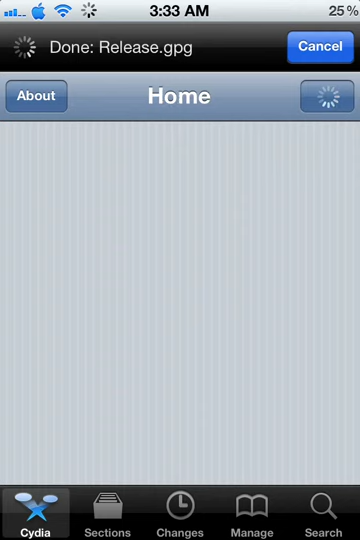 3:33 AM
25%
Done: Release.gpg
Cancel
About
Home
Cydia
Sections
Changes
Manage
Search